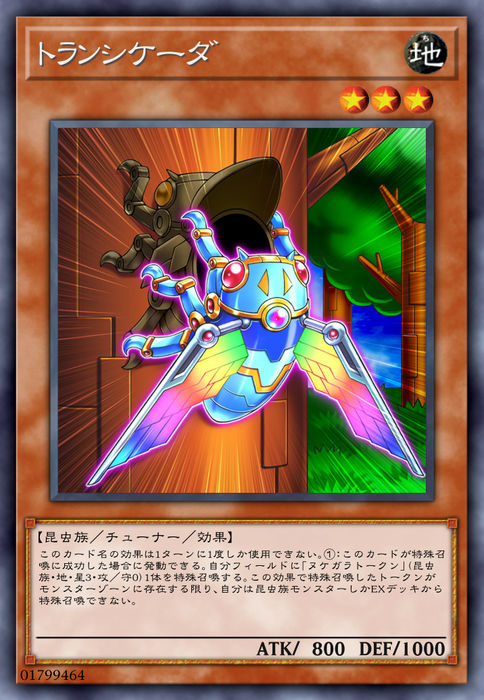 トランシケーダ
地
ち
【昆虫族/チューナー/効果】
このカード名の効果は1ターンに1度しか使用できない。①:このカードが特殊召
喚に成功した場合に発動できる。自分フィールドに「ヌケガラトークン」(昆虫
族・地・星3・攻/守0)1体を特殊召喚する。この効果で特殊召喚したトークンが
モンスターゾーンに存在する限り、自分は昆虫族モンスターしかEXデッキから
特殊召喚できない。
ATK/ 800 DEF/1000
01799464